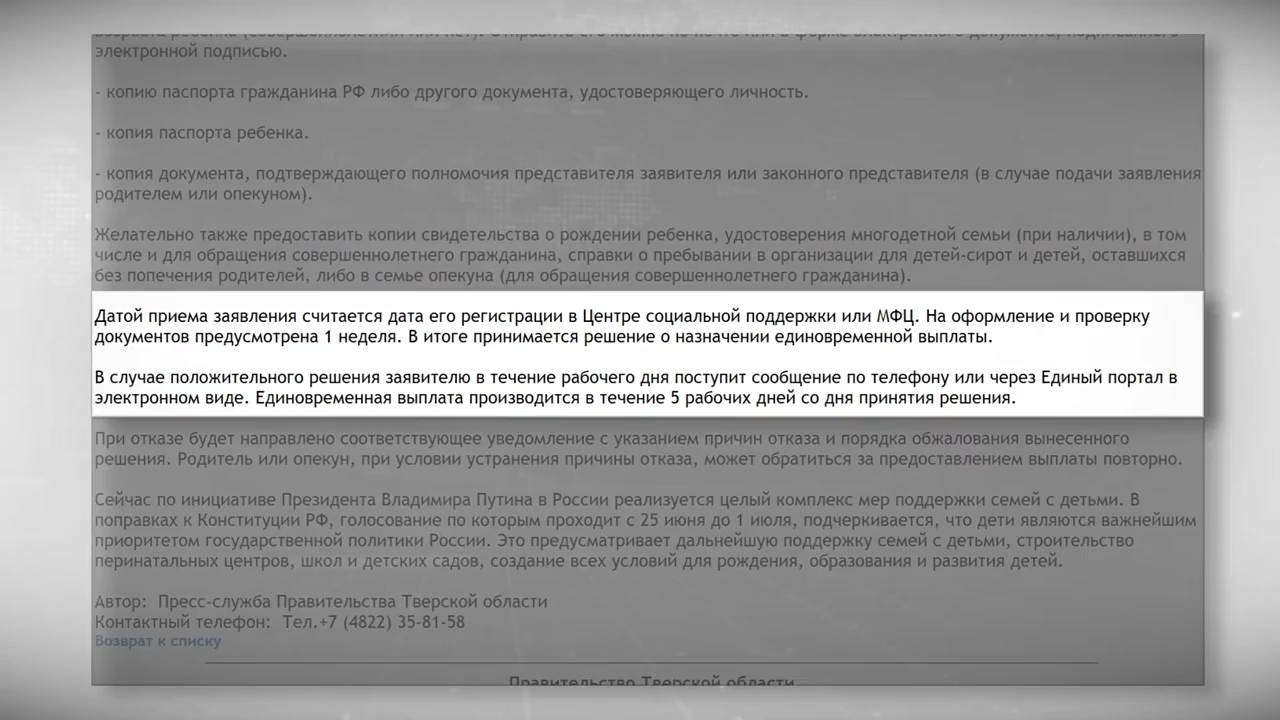 электронной подписью.
- копию паспорта гражданина РФ либо другого документа, удостоверяющего личность.
- копия паспорта ребенка.
- копия документа, подтверждающего полномочия представителя заявителя или законного представителя (в случае подачи заявления
родителем или опекуном).
Желательно также предоставить копии свидетельства о рождении ребенка, удостоверения многодетной семьи (при наличии), в том
числе и для обращения совершеннолетнего гражданина, справки о пребывании в организации для детей-сирот и детей, оставшихся
без попечения родителей, либо в семье опекуна (для обращения совершеннолетнего гражданина).
Датой приема заявления считается дата его регистрации в Центре социальной поддержки или МФЦ. На оформление и проверку
документов предусмотрена 1 неделя. В итоге принимается решение о назначении единовременной выплаты.
В случае положительного решения заявителю в течение рабочего дня поступит сообщение по телефону или через Единый портал в
электронном виде. Единовременная выплата производится в течение 5 рабочих дней со дня принятия решения.
При отказе будет направлено соответствующее уведомление с указанием причин отказа и порядка обжалования вынесенного
решения. Родитель или опекун, при условии устранения причины отказа, может обратиться за предоставлением выплаты повторно.
Сейчас по инициативе Президента Владимира Путина в России реализуется целый комплекс мер поддержки семей с детьми. В
поправках к Конституции РФ, голосование по которым проходит с 25 июня до 1 июля, подчеркивается, что дети являются важнейшим
приоритетом государственной политики России. Это предусматривает дальнейшую поддержку семей с детьми, строительство
перинатальных центров, школ и детских садов, создание всех условий для рождения, образования и развития детей.
Автор: Пресс-служба Правительства Тверской области
Контактный телефон: Тел.+7 (4822) 35-81-58
Возврат к списку
Правительство Тверской области